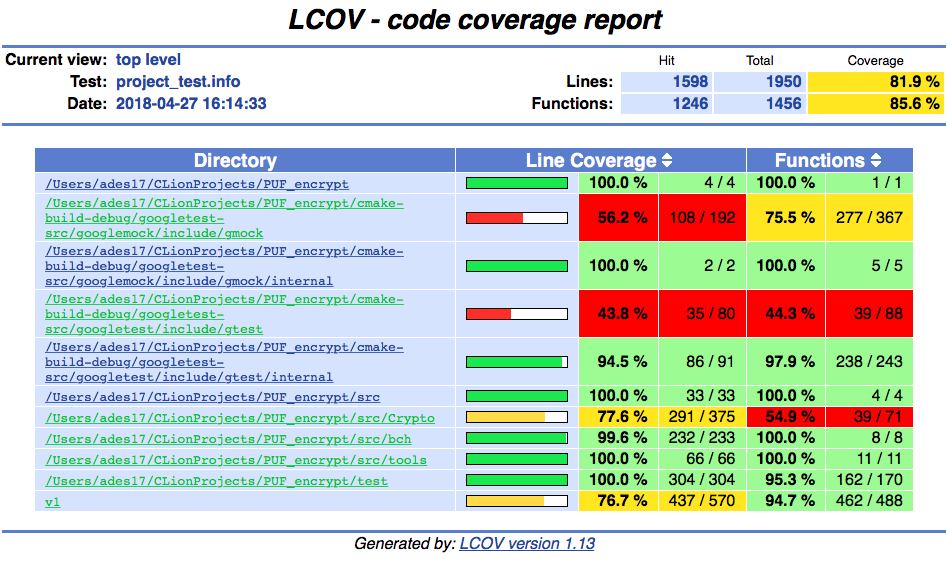 LCOV - code coverage report
Current view: top level
Hit Total Coverage
Test: project_test.info
Lines: 1598 1950 81.9 %
Date: 2018-04-27 16:14:33
Functions: 1246 1456 85.6 %
Directory Line Coverage Functions
/Users/ades17/CLionProjects/PUF_encrypt 100.0 % 4 / 4 100.0 % 1 / 1
/Users/ades17/CLionProjects/PUF_encrypt/cmake-
build-debug/googletest-
src/googlemock/include/gmock
56.2 % 108 / 192 75.5 % 277 / 367
/Users/ades17/CLionProjects/PUF_encrypt/cmake-
build-debug/googletest-
src/googlemock/include/gmock/internal
100.0 % 2 / 2 100.0 % 5 / 5
/Users/ades17/CLionProjects/PUF_encrypt/cmake-
build-debug/googletest-
src/googletest/include/gtest
43.8 % 35 / 80 44.3 % 39 / 88
/Users/ades17/CLionProjects/PUF_encrypt/cmake-
build-debug/googletest-
src/googletest/include/gtest/internal
94.5 % 86 / 91 97.9 % 238 / 243
/Users/ades17/CLionProjects/PUF_encrypt/src 100.0 % 33 / 33 100.0 % 4 / 4
/Users/ades17/CLionProjects/PUF_encrypt/src/Crypto 77.6 % 291 / 375 54.9 % 39 / 71
/Users/ades17/CLionProjects/PUF_encrypt/src/bch 99.6 % 232 / 233 100.0 % 8 / 8
/Users/ades17/CLionProjects/PUF_encrypt/src/tools 100.0 % 66 / 66 100.0 % 11 / 11
/Users/ades17/CLionProjects/PUF_encrypt/test 100.0 % 304 / 304 95.3 % 162 / 170
v1 76.7 % 437 / 570 94.7 % 462 / 488
Generated by: LCOV version 1.13